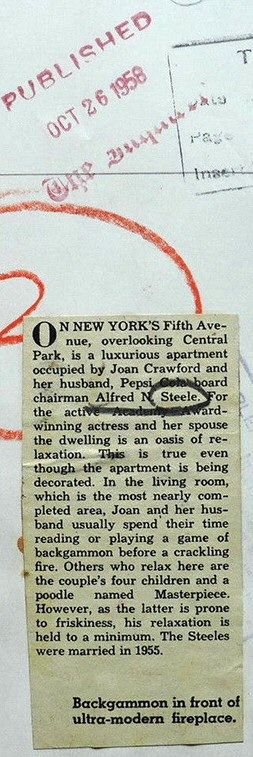 PUBLISHED
OCT 26 1958
The
T
Page
Insert
2
ON NEW YORK'S Fifth Ave-
nue, overlooking Central
Park, is a luxurious apartment
occupied by Joan Crawford and
her husband, Pepsi Cola board
chairman Alfred N. Steele. For
the active Academy Award-
winning actress and her spouse
the dwelling is an oasis of re-
laxation. This is true even
though the apartment is being
decorated. In the living room,
which is the most nearly com-
pleted area, Joan and her hus-
band usually spend their time
reading or playing a game of
backgammon before a crackling
fire. Others who relax here are
the couple's four children and a
poodle named Masterpiece.
However, as the latter is prone
to friskiness, his relaxation is
held to a minimum. The Steeles
were married in 1955.
Backgammon in front of
ultra-modern fireplace.